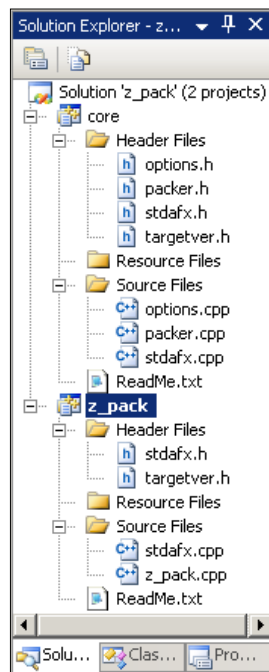 Solution Explorer - z...
Solution 'z_pack' (2 projects)
core
Header Files
options.h
packer.h
stdafx.h
targetver.h
Resource Files
Source Files
options.cpp
packer.cpp
stdafx.cpp
ReadMe.txt
z_pack
Header Files
stdafx.h
targetver.h
Resource Files
Source Files
stdafx.cpp
z_pack.cpp
ReadMe.txt
Solu... Clas... Pro...